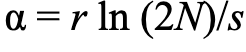 α = r ln (2N)/s